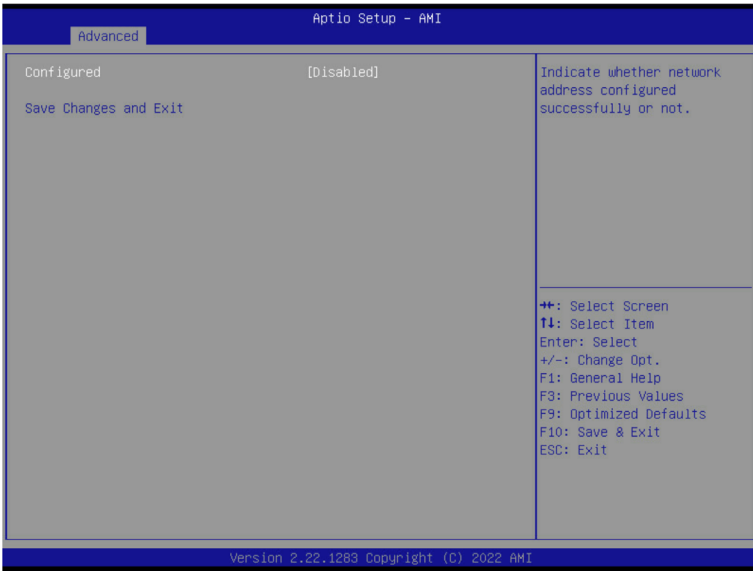 Aptio Setup – AMI
Advanced
Configured [Disabled]
Save Changes and Exit
Indicate whether network
address configured
successfully or not.
→←: Select Screen
↑↓: Select Item
Enter: Select
+/-: Change Opt.
F1: General Help
F3: Previous Values
F9: Optimized Defaults
F10: Save & Exit
ESC: Exit
Version 2.22.1283 Copyright (C) 2022 AMI